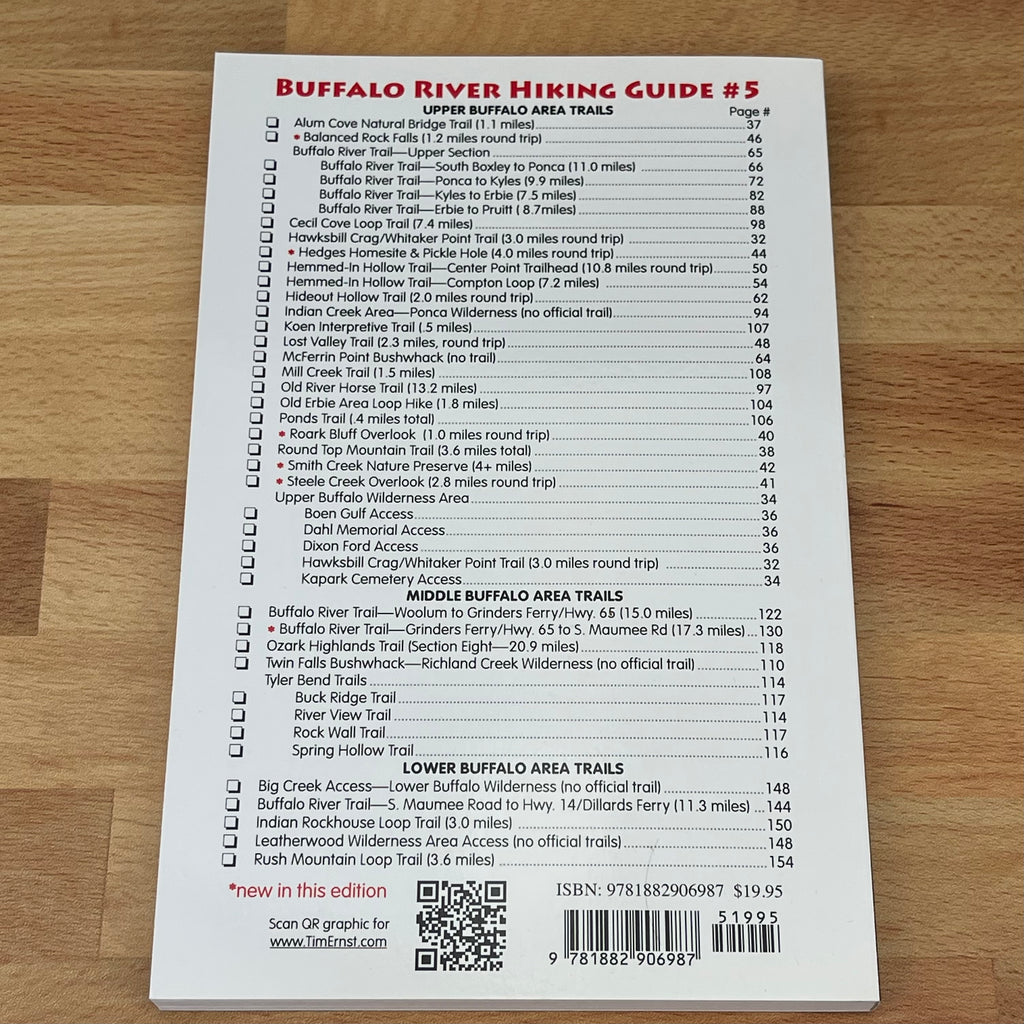 BUFFALO RIVER HIKING GUIDE #5
UPPER BUFFALO AREA TRAILS Page #
Alum Cove Natural Bridge Trail (1.1 miles) 37
* Balanced Rock Falls (1.2 miles round trip) 46
Buffalo River Trail—Upper Section 65
Buffalo River Trail—South Boxley to Ponca (11.0 miles) 66
Buffalo River Trail—Ponca to Kyles (9.9 miles) 72
Buffalo River Trail—Kyles to Erbie (7.5 miles) 82
Buffalo River Trail—Erbie to Pruitt ( 8.7miles) 88
Cecil Cove Loop Trail (7.4 miles) 98
Hawksbill Crag/Whitaker Point Trail (3.0 miles round trip) 32
* Hedges Homesite & Pickle Hole (4.0 miles round trip) 44
Hemmed-In Hollow Trail—Center Point Trailhead (10.8 miles round trip) 50
Hemmed-In Hollow Trail—Compton Loop (7.2 miles) 54
Hideout Hollow Trail (2.0 miles round trip) 62
Indian Creek Area—Ponca Wilderness (no official trail) 94
Koen Interpretive Trail (.5 miles) 107
Lost Valley Trail (2.3 miles, round trip) 48
McFerrin Point Bushwhack (no trail) 64
Mill Creek Trail (1.5 miles) 108
Old River Horse Trail (13.2 miles) 97
Old Erbie Area Loop Hike (1.8 miles) 104
Ponds Trail (.4 miles total) 106
* Roark Bluff Overlook (1.0 miles round trip) 40
Round Top Mountain Trail (3.6 miles total) 38
* Smith Creek Nature Preserve (4+ miles) 42
* Steele Creek Overlook (2.8 miles round trip) 41
Upper Buffalo Wilderness Area 34
Boen Gulf Access 36
Dahl Memorial Access 36
Dixon Ford Access 36
Hawksbill Crag/Whitaker Point Trail (3.0 miles round trip) 32
Kapark Cemetery Access 34
MIDDLE BUFFALO AREA TRAILS
Buffalo River Trail—Woolum to Grinders Ferry/Hwy. 65 (15.0 miles) 122
* Buffalo River Trail—Grinders Ferry/Hwy. 65 to S. Maumee Rd (17.3 miles) 130
Ozark Highlands Trail (Section Eight—20.9 miles) 118
Twin Falls Bushwhack—Richland Creek Wilderness (no official trail) 110
Tyler Bend Trails 114
Buck Ridge Trail 117
River View Trail 114
Rock Wall Trail 117
Spring Hollow Trail 116
LOWER BUFFALO AREA TRAILS
Big Creek Access—Lower Buffalo Wilderness (no official trail) 148
Buffalo River Trail—S. Maumee Road to Hwy. 14/Dillards Ferry (11.3 miles) 144
Indian Rockhouse Loop Trail (3.0 miles) 150
Leatherwood Wilderness Area Access (no official trails) 148
Rush Mountain Loop Trail (3.6 miles) 154
*new in this edition
Scan QR graphic for
www.TimErnst.com
ISBN: 9781882906987 $19.95
51995
9 781882 906987